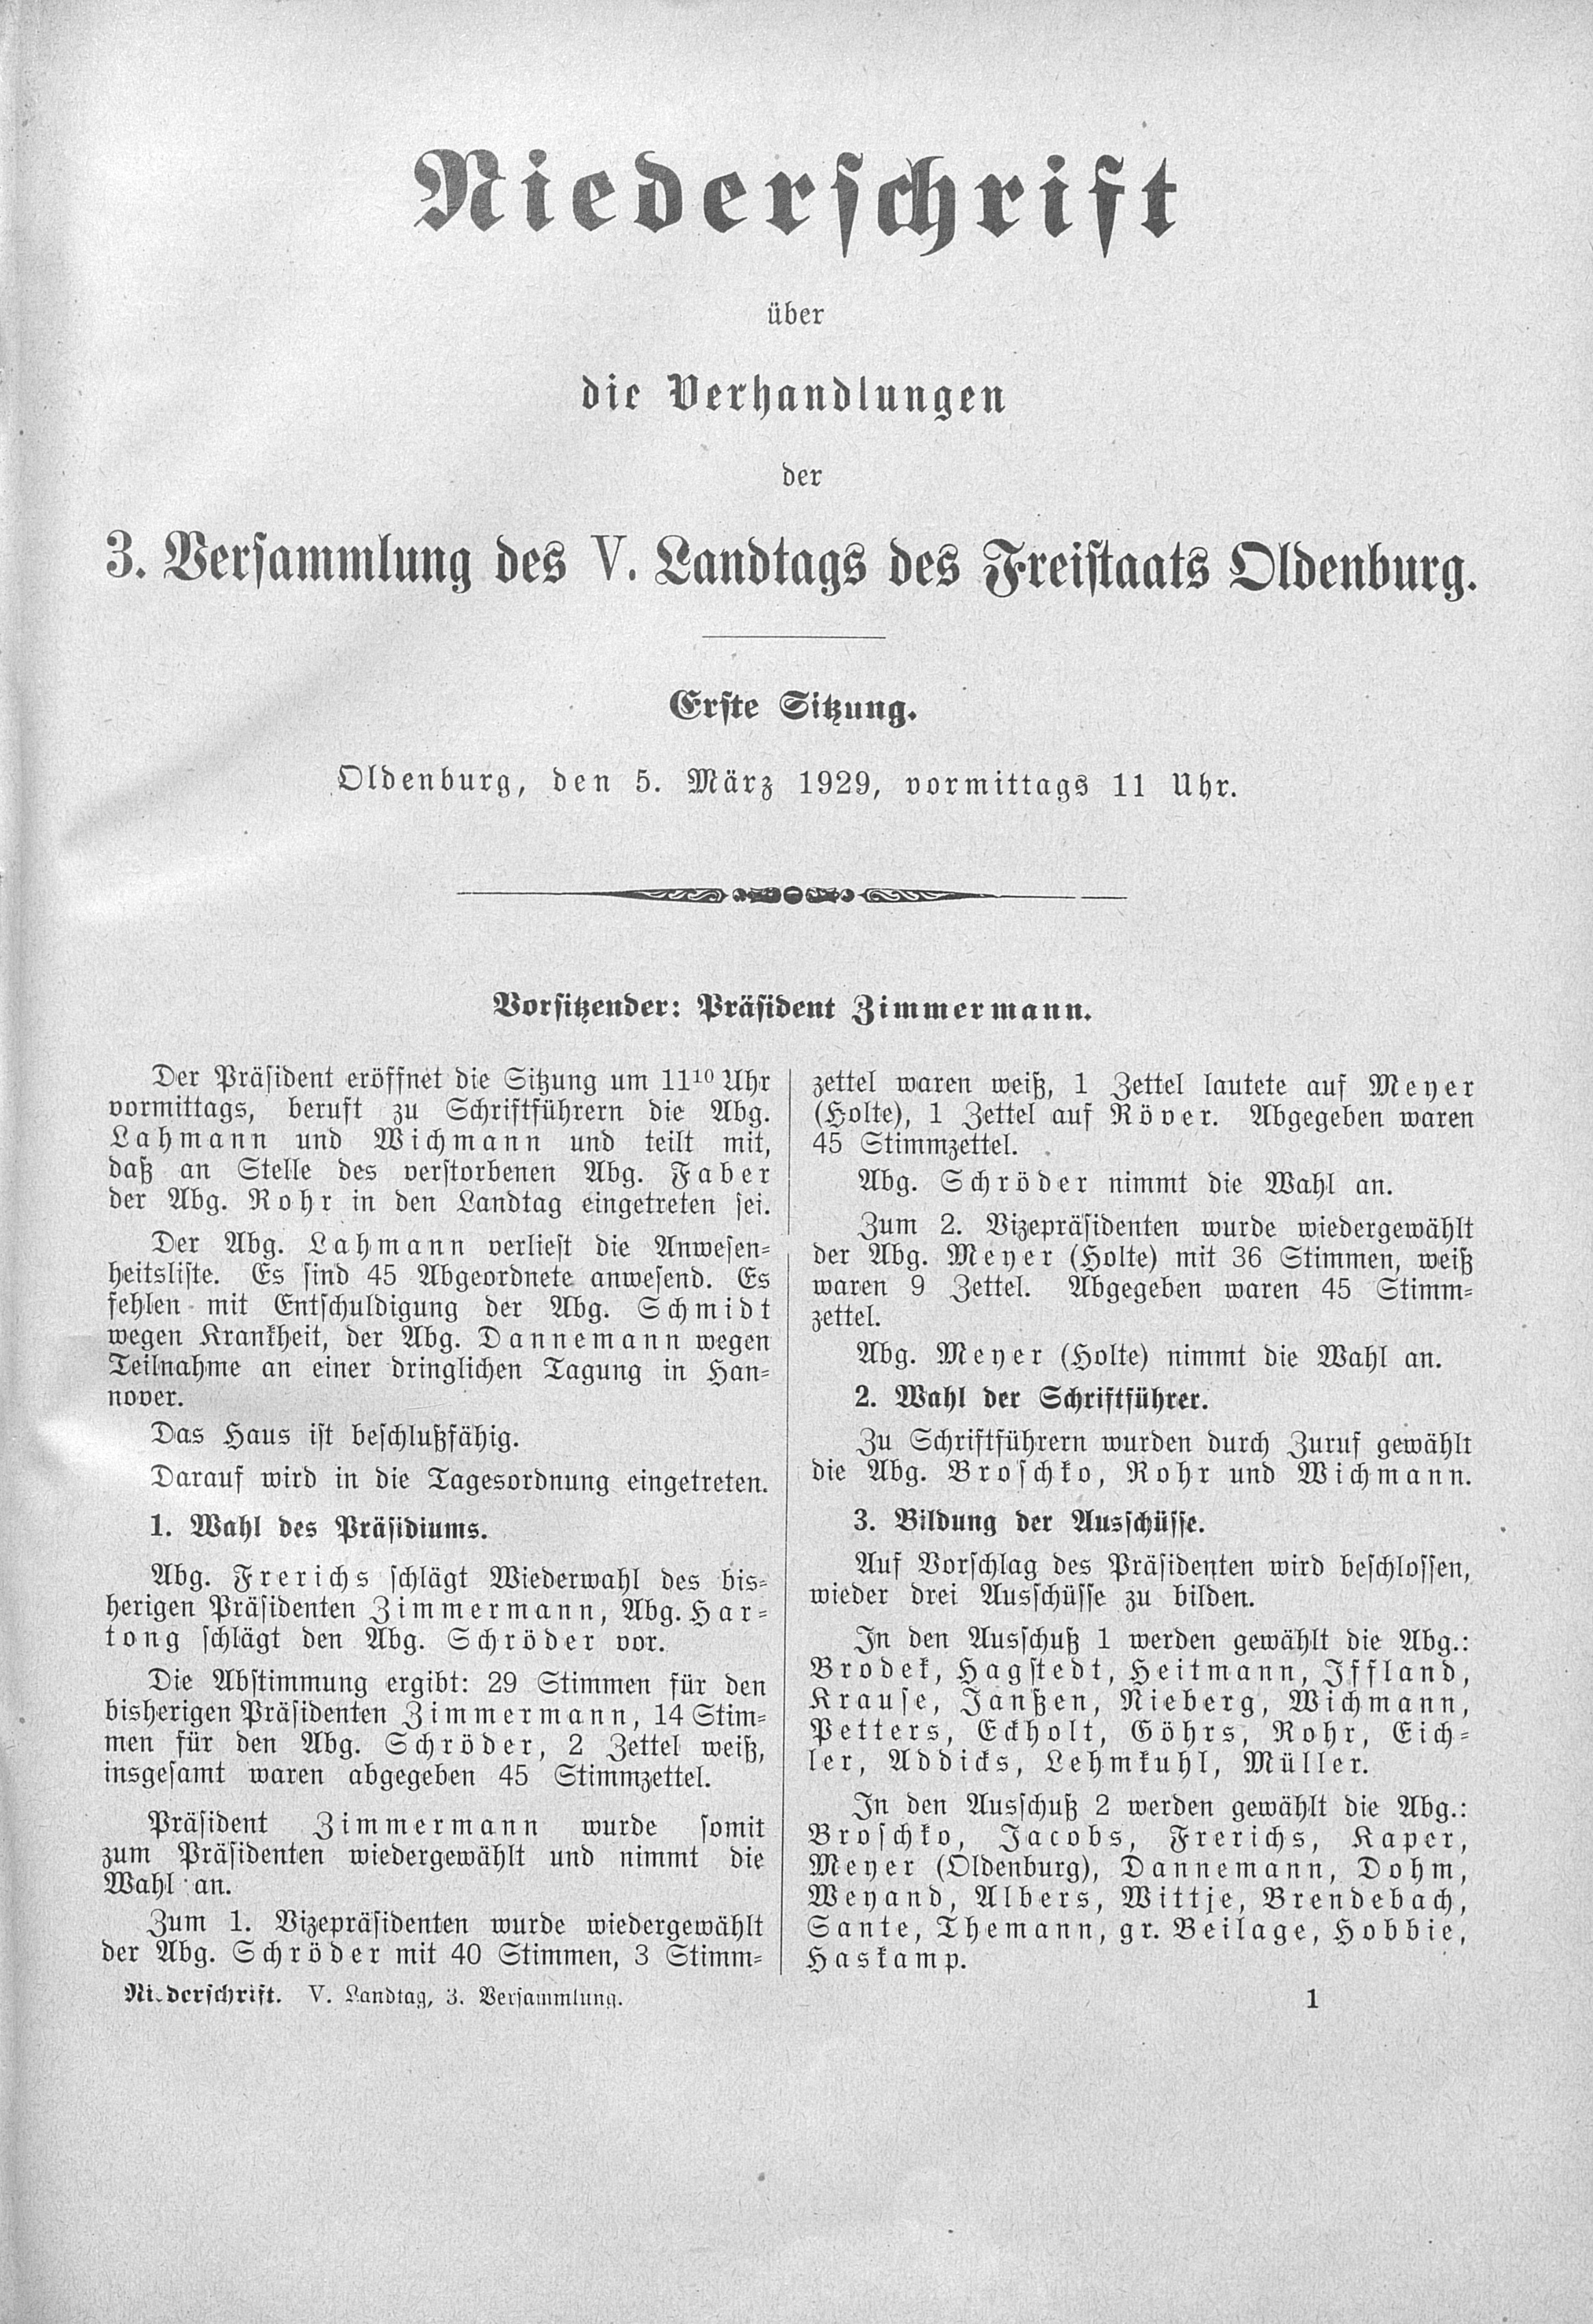 Niederschrift
über
die Verhandlungen
der
3. Versammlung des V. Landtags des Freistaats Oldenburg.
Erste Sitzung.
Oldenburg, den 5. März 1929, vormittags 11 Uhr.
Vorsitzender: Präsident Zimmermann.
Der Präsident eröffnet die Sitzung um 11¹⁰ Uhr
vormittags, beruft zu Schriftführern die Abg.
Lahmann und Wichmann und teilt mit,
daß an Stelle des verstorbenen Abg. Faber
der Abg. Rohr in den Landtag eingetreten sei.
Der Abg. Lahmann verliest die Anwesen-
heitsliste. Es sind 45 Abgeordnete anwesend. Es
fehlen mit Entschuldigung der Abg. Schmidt
wegen Krankheit, der Abg. Dannemann wegen
Teilnahme an einer dringlichen Tagung in Han-
nover.
Das Haus ist beschlußfähig.
Darauf wird in die Tagesordnung eingetreten.
1. Wahl des Präsidiums.
Abg. Frerichs schlägt Wiederwahl des bis-
herigen Präsidenten Zimmermann, Abg. Har-
tong schlägt den Abg. Schröder vor.
Die Abstimmung ergibt: 29 Stimmen für den
bisherigen Präsidenten Zimmermann, 14 Stim-
men für den Abg. Schröder, 2 Zettel weiß,
insgesamt waren abgegeben 45 Stimmzettel.
Präsident Zimmermann wurde somit
zum Präsidenten wiedergewählt und nimmt die
Wahl an.
Zum 1. Vizepräsidenten wurde wiedergewählt
der Abg. Schröder mit 40 Stimmen, 3 Stimm-
zettel waren weiß, 1 Zettel lautete auf Meyer
(Holte), 1 Zettel auf Röver. Abgegeben waren
45 Stimmzettel.
Abg. Schröder nimmt die Wahl an.
Zum 2. Vizepräsidenten wurde wiedergewählt
der Abg. Meyer (Holte) mit 36 Stimmen, weiß
waren 9 Zettel. Abgegeben waren 45 Stimm-
zettel.
Abg. Meyer (Holte) nimmt die Wahl an.
2. Wahl der Schriftführer.
Zu Schriftführern wurden durch Zuruf gewählt
die Abg. Broschko, Rohr und Wichmann.
3. Bildung der Ausschüsse.
Auf Vorschlag des Präsidenten wird beschlossen,
wieder drei Ausschüsse zu bilden.
In den Ausschuß 1 werden gewählt die Abg.:
Brodek, Hagstedt, Heitmann, Iffland,
Krause, Janßen, Nieberg, Wichmann,
Petters, Eckholt, Göhrs, Rohr, Eich-
ler, Addicks, Lehmkuhl, Müller.
In den Ausschuß 2 werden gewählt die Abg.:
Broschko, Jacobs, Frerichs, Kaper,
Meyer (Oldenburg), Dannemann, Dohm,
Weyand, Albers, Wittje, Brendebach,
Sante, Themann, gr. Beilage, Hobbie,
Haskamp.
Niederschrift. V. Landtag, 3. Versammlung. 1